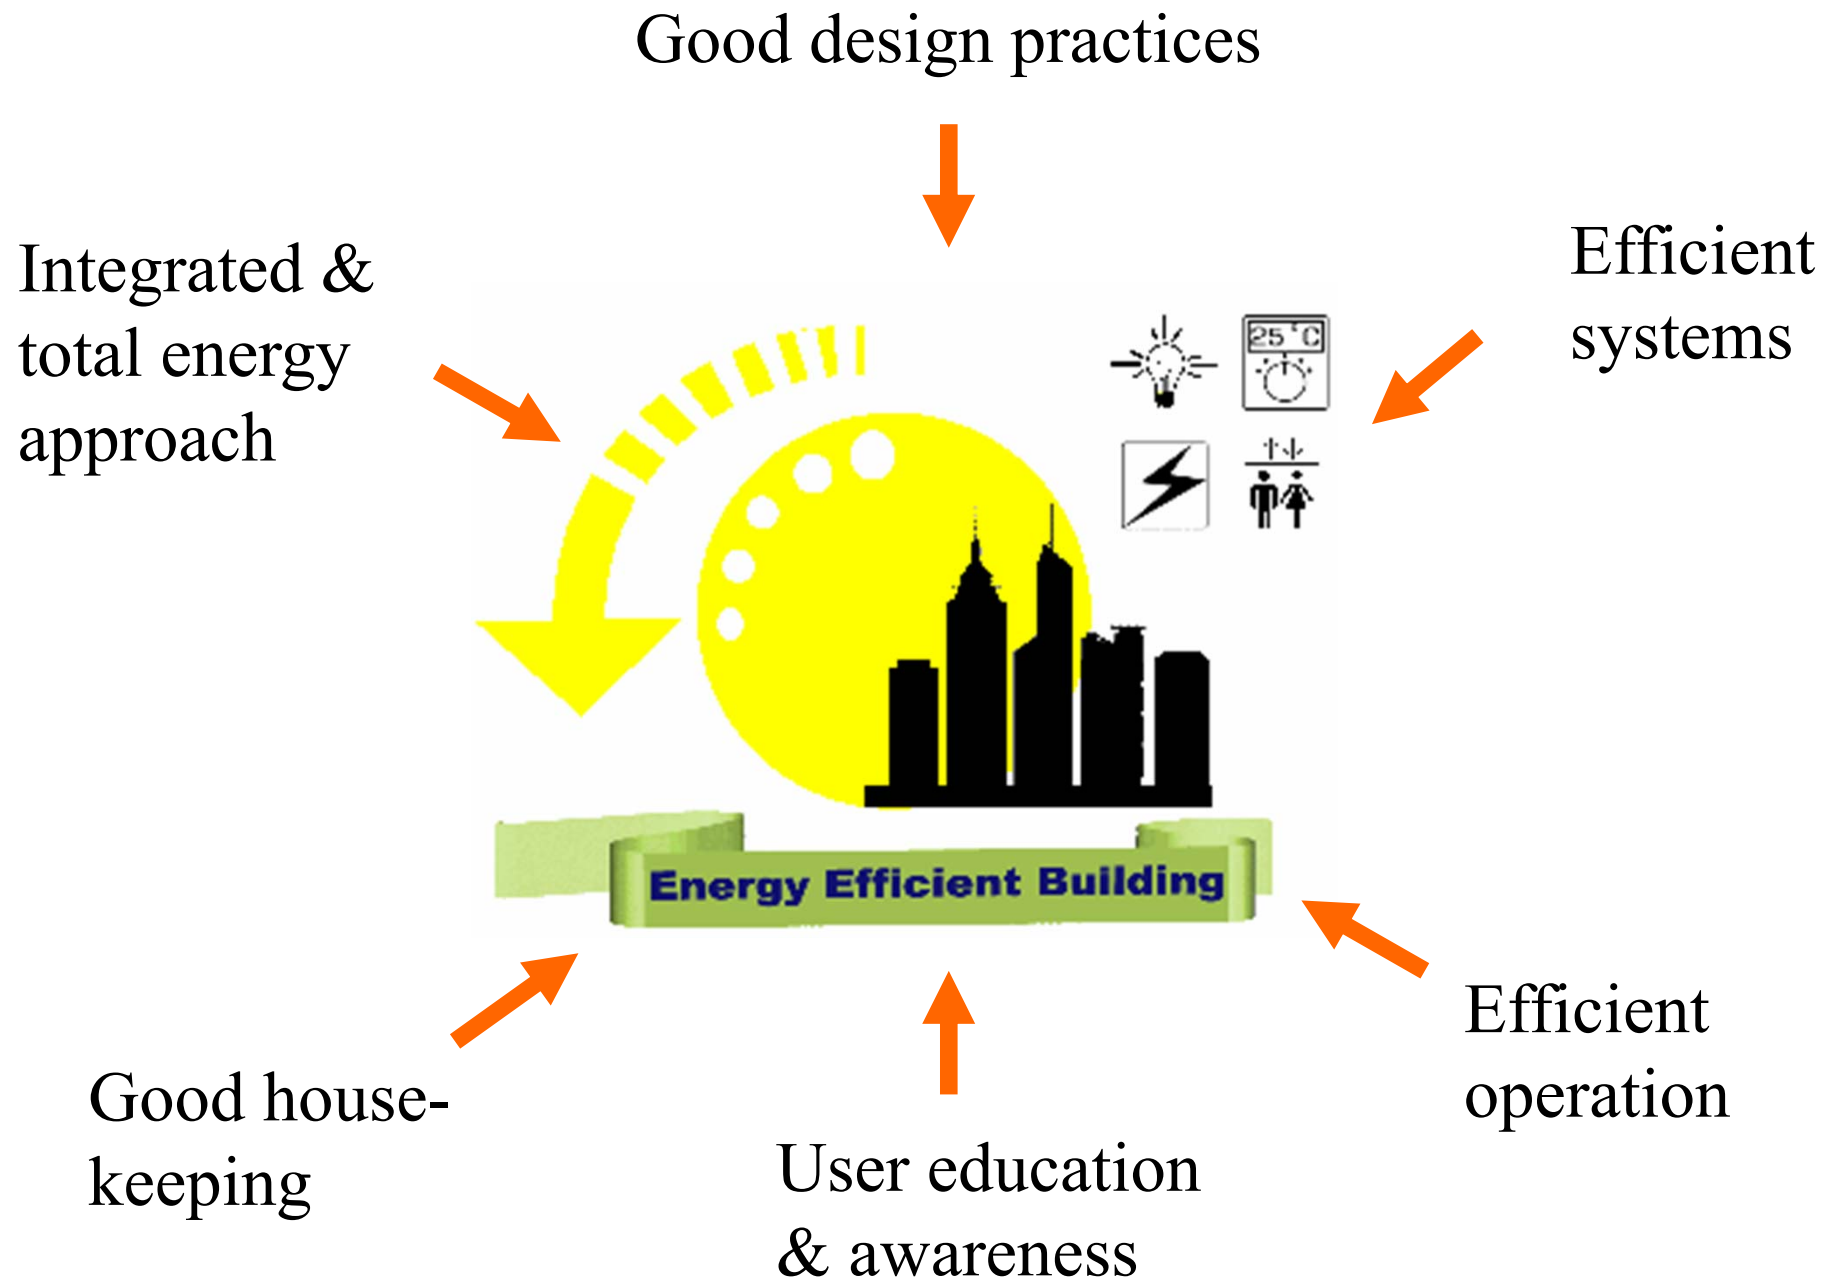 Good design practices
Integrated &
total energy
approach
Efficient
systems
25°C
Energy Efficient Building
Good house-
keeping
User education
& awareness
Efficient
operation